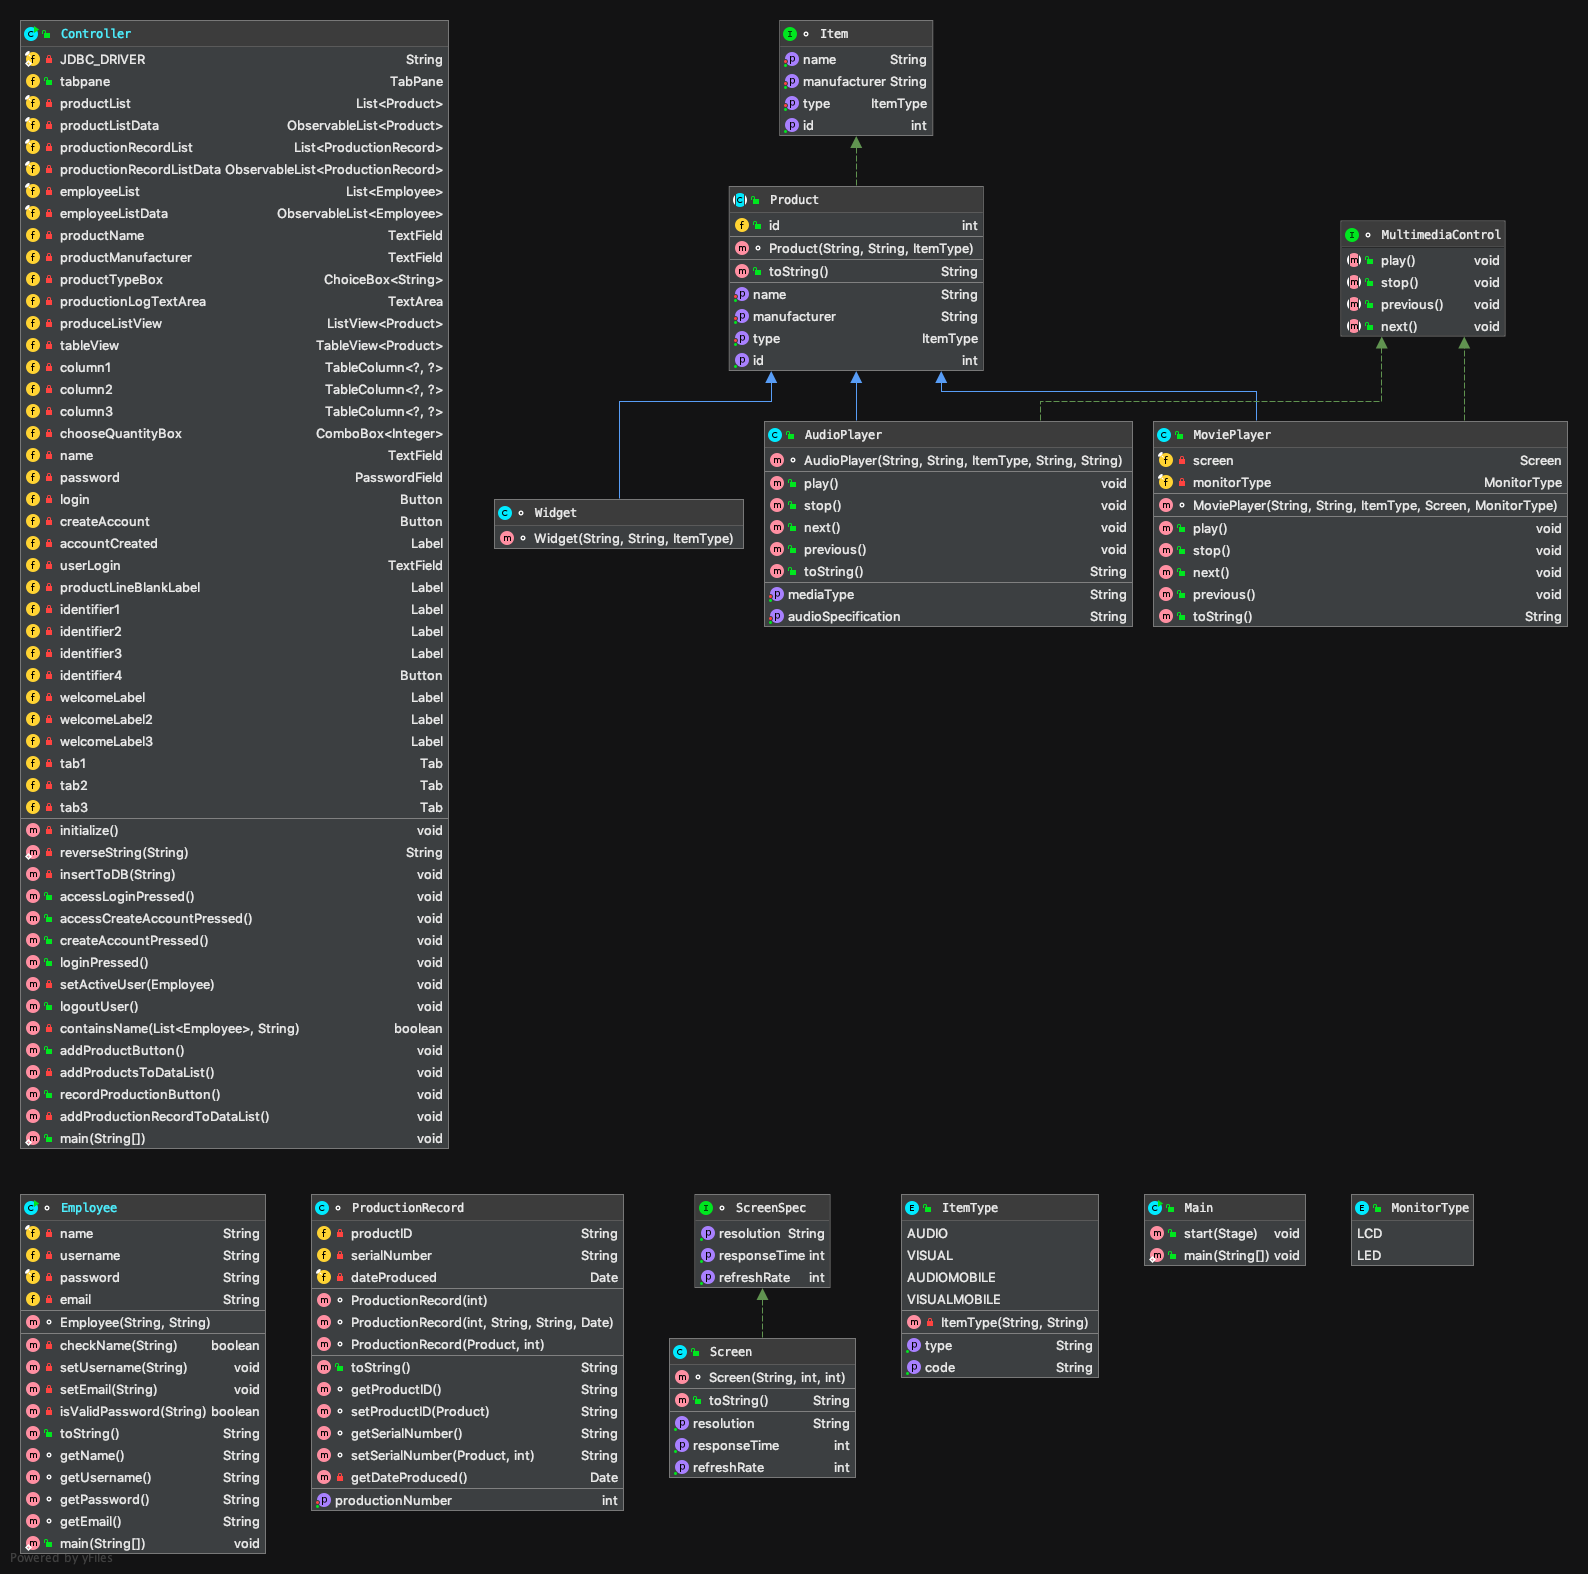 Controller
JDBC_DRIVER String
tabpane TabPane
productList List<Product>
productListData ObservableList<Product>
productionRecordList List<ProductionRecord>
productionRecordListData ObservableList<ProductionRecord>
employeeList List<Employee>
employeeListData ObservableList<Employee>
productName TextField
productManufacturer TextField
productTypeBox ChoiceBox<String>
productionLogTextArea TextArea
produceListView ListView<Product>
tableView TableView<Product>
column1 TableColumn<?, ?>
column2 TableColumn<?, ?>
column3 TableColumn<?, ?>
chooseQuantityBox ComboBox<Integer>
name TextField
password PasswordField
login Button
createAccount Button
accountCreated Label
userLogin TextField
productLineBlankLabel Label
identifier1 Label
identifier2 Label
identifier3 Label
identifier4 Button
welcomeLabel Label
welcomeLabel2 Label
welcomeLabel3 Label
tab1 Tab
tab2 Tab
tab3 Tab
initialize() void
reverseString(String) String
insertToDB(String) void
accessLoginPressed() void
accessCreateAccountPressed() void
createAccountPressed() void
loginPressed() void
setActiveUser(Employee) void
logoutUser() void
containsName(List<Employee>, String) boolean
addProductButton() void
addProductsToDataList() void
recordProductionButton() void
addProductionRecordToDataList() void
main(String[]) void
Item
name String
manufacturer String
type ItemType
id int
Product
id int
Product(String, String, ItemType)
toString() String
name String
manufacturer String
type ItemType
id int
MultimediaControl
play() void
stop() void
previous() void
next() void
Widget
Widget(String, String, ItemType)
AudioPlayer
AudioPlayer(String, String, ItemType, String, String)
play() void
stop() void
next() void
previous() void
toString() String
mediaType String
audioSpecification String
MoviePlayer
screen Screen
monitorType MonitorType
MoviePlayer(String, String, ItemType, Screen, MonitorType)
play() void
stop() void
next() void
previous() void
toString() String
Employee
name String
username String
password String
email String
Employee(String, String)
checkName(String) boolean
setUsername(String) void
setEmail(String) void
isValidPassword(String) boolean
toString() String
getName() String
getUsername() String
getPassword() String
getEmail() String
main(String[]) void
ProductionRecord
productID String
serialNumber String
dateProduced Date
ProductionRecord(int)
ProductionRecord(int, String, String, Date)
ProductionRecord(Product, int)
toString() String
getProductID() String
setProductID(Product) String
getSerialNumber() String
setSerialNumber(Product, int) String
getDateProduced() Date
productionNumber int
ScreenSpec
resolution String
responseTime int
refreshRate int
Screen
Screen(String, int, int)
toString() String
resolution String
responseTime int
refreshRate int
ItemType
AUDIO
VISUAL
AUDIOMOBILE
VISUALMOBILE
ItemType(String, String)
type String
code String
Main
start(Stage) void
main(String[]) void
MonitorType
LCD
LED
Powered by yFiles